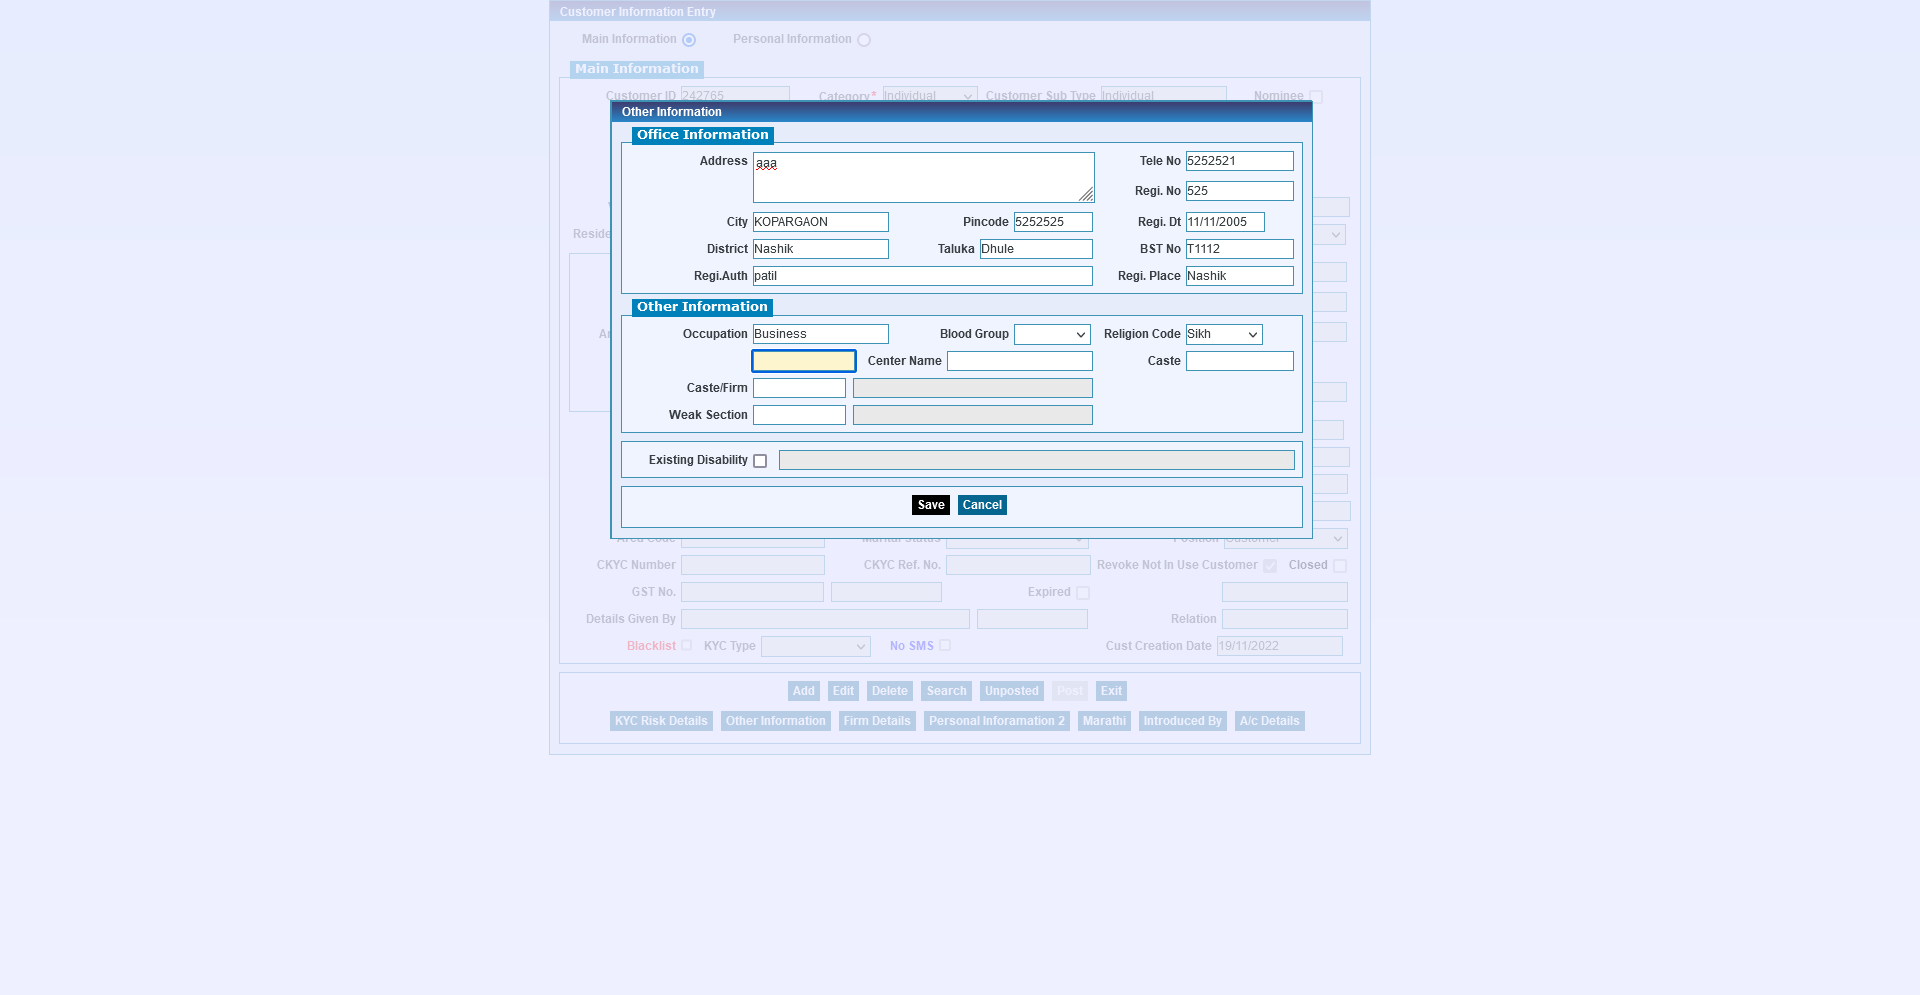 Customer Information Entry
Main Information Personal Information
Main Information
Customer ID 242765 Category* Individual Customer Sub Type Individual Nominee
Other Information
Office Information
Address aaa Tele No 5252521
Regi. No 525
City KOPARGAON Pincode 5252525 Regi. Dt 11/11/2005
District Nashik Taluka Dhule BST No T1112
Regi.Auth patil Regi. Place Nashik
Other Information
Occupation Business Blood Group Religion Code Sikh
Center Name Caste
Caste/Firm
Weak Section
Existing Disability
Save Cancel
Area Code Marital Status Position Customer
CKYC Number CKYC Ref. No. Revoke Not In Use Customer Closed
GST No. Expired
Details Given By Relation
Blacklist KYC Type No SMS Cust Creation Date 19/11/2022
Add Edit Delete Search Unposted Post Exit
KYC Risk Details Other Information Firm Details Personal Inforamation 2 Marathi Introduced By A/c Details